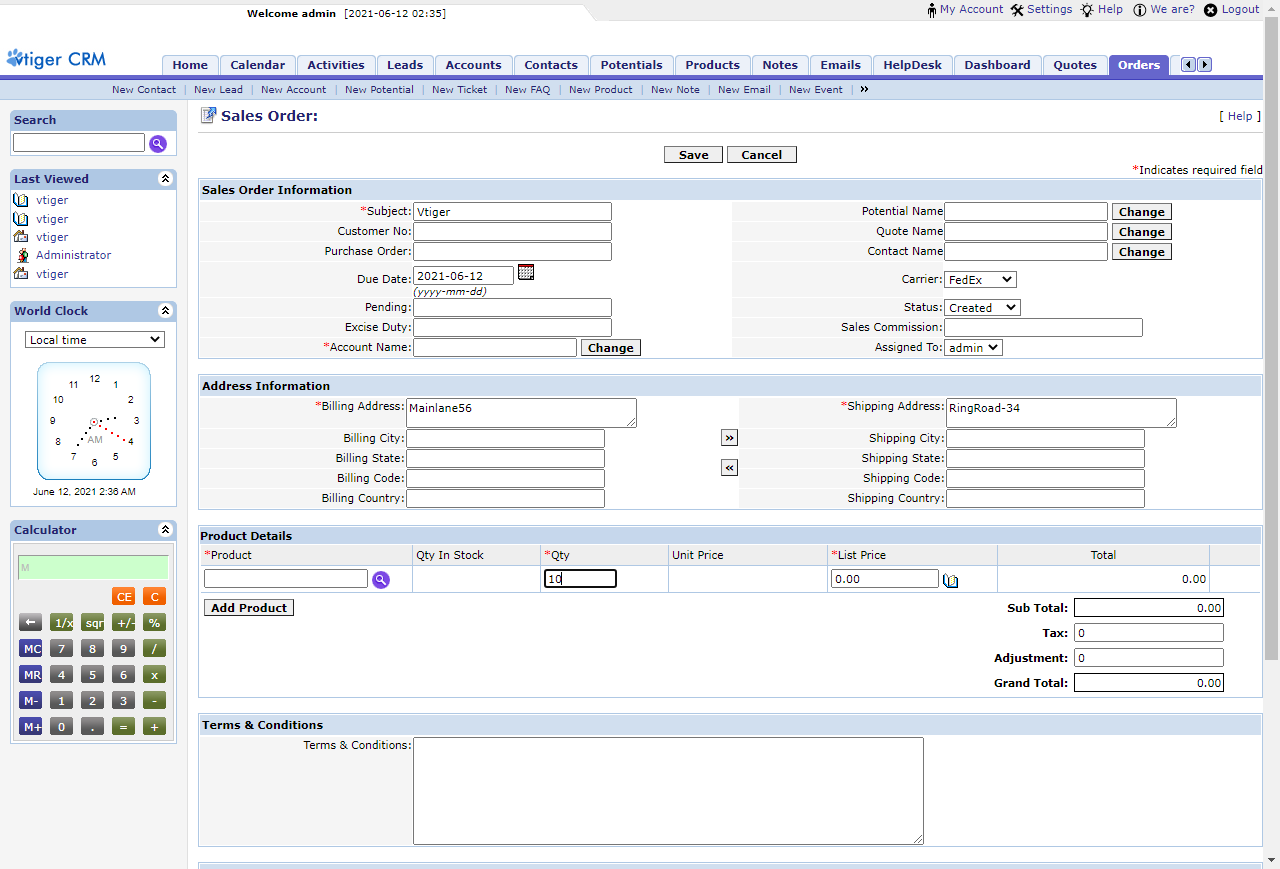 Welcome admin [2021-06-12 02:35]
My Account Settings Help We are? Logout
vtiger CRM
Home Calendar Activities Leads Accounts Contacts Potentials Products Notes Emails HelpDesk Dashboard Quotes Orders
New Contact | New Lead | New Account | New Potential | New Ticket | New FAQ | New Product | New Note | New Email | New Event | »
Search
Last Viewed
vtiger
vtiger
vtiger
Administrator
vtiger
World Clock
Local time
12
11 1
10 2
9 3
8 AM 4
7 5
6
June 12, 2021 2:36 AM
Calculator
M
CE C
← 1/x sqr +/- %
MC 7 8 9 /
MR 4 5 6 x
M- 1 2 3 -
M+ 0 . = +
Sales Order: [ Help ]
Save Cancel
*Indicates required field
Sales Order Information
*Subject: Vtiger Potential Name Change
Customer No: Quote Name Change
Purchase Order: Contact Name Change
Due Date: 2021-06-12 Carrier: FedEx
(yyyy-mm-dd)
Pending: Status: Created
Excise Duty: Sales Commission:
*Account Name: Change Assigned To: admin
Address Information
*Billing Address: Mainlane56 *Shipping Address: RingRoad-34
Billing City: » Shipping City:
Billing State: Shipping State:
«
Billing Code: Shipping Code:
Billing Country: Shipping Country:
Product Details
*Product Qty In Stock *Qty Unit Price *List Price Total
10 0.00 0.00
Add Product Sub Total: 0.00
Tax: 0
Adjustment: 0
Grand Total: 0.00
Terms & Conditions
Terms & Conditions: